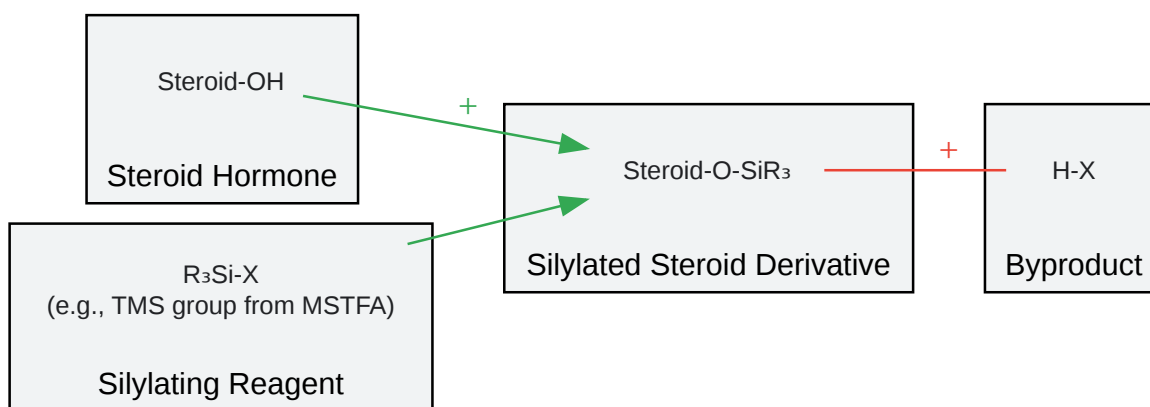 Steroid-OH
Steroid Hormone
+
R₃Si-X
(e.g., TMS group from MSTFA)
Silylating Reagent
Steroid-O-SiR₃
Silylated Steroid Derivative
+
H-X
Byproduct